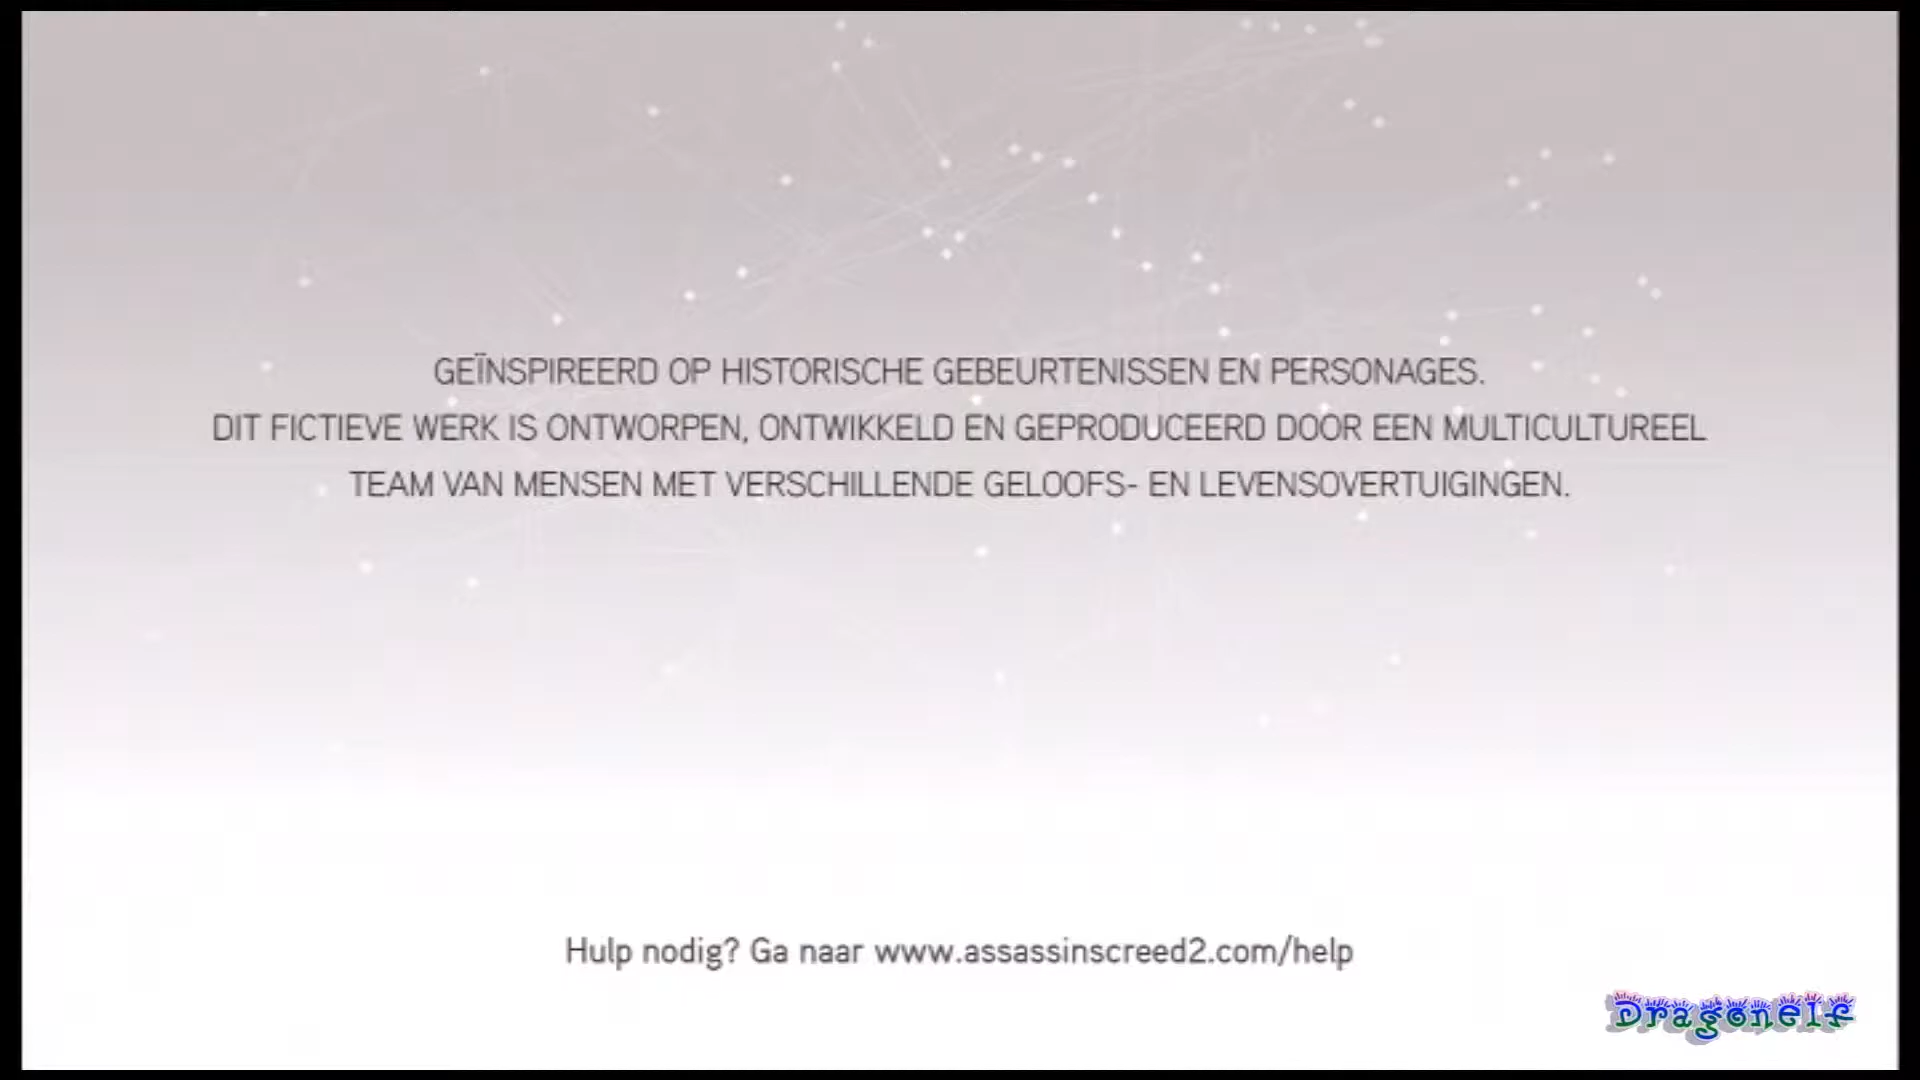 GEÏNSPIREERD OP HISTORISCHE GEBEURTENISSEN EN PERSONAGES.
DIT FICTIEVE WERK IS ONTWORPEN, ONTWIKKELD EN GEPRODUCEERD DOOR EEN MULTICULTUREEL
TEAM VAN MENSEN MET VERSCHILLENDE GELOOFS- EN LEVENSOVERTUIGINGEN.
Hulp nodig? Ga naar www.assassinscreed2.com/help
Dragonelf